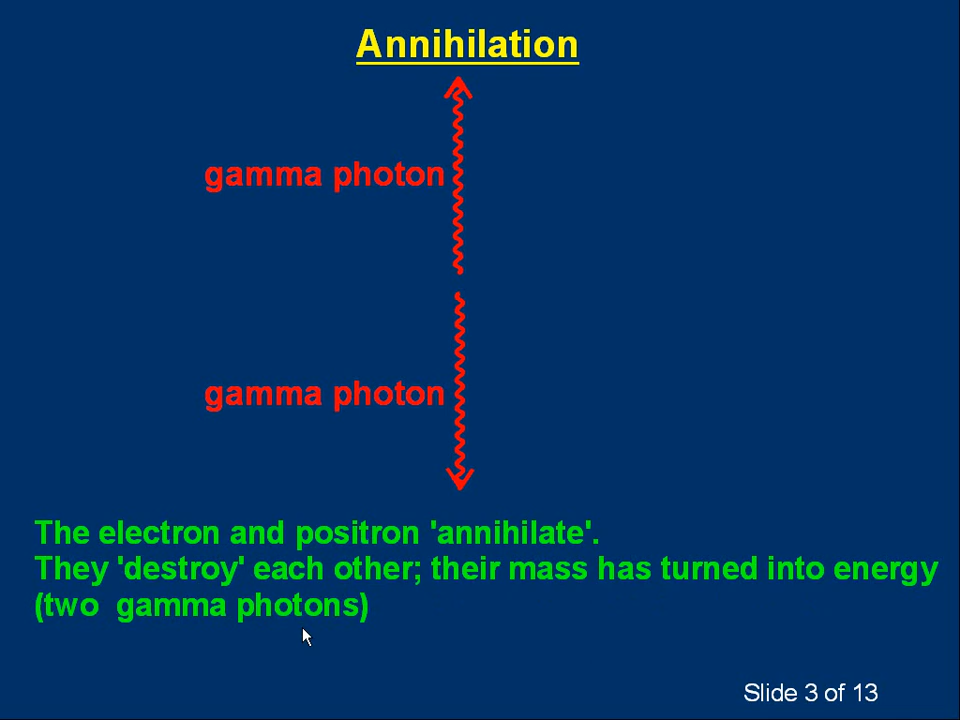 Annihilation
gamma photon
gamma photon
The electron and positron 'annihilate'.
They 'destroy' each other; their mass has turned into energy
(two  gamma photons)
Slide 3 of 13